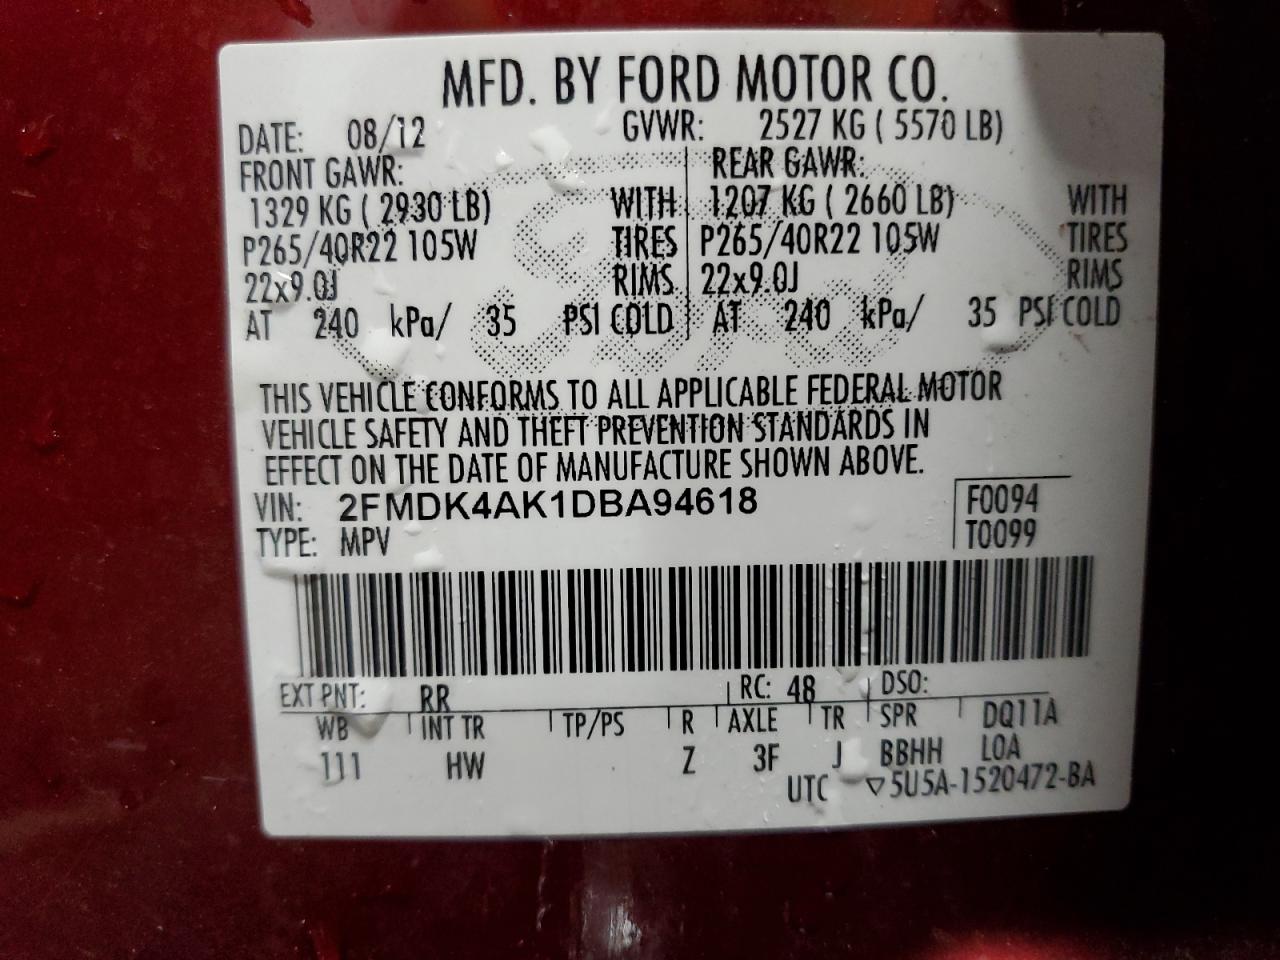 MFD. BY FORD MOTOR CO.
DATE: 08/12 GVWR: 2527 KG ( 5570 LB)
FRONT GAWR: REAR GAWR:
1329 KG ( 2930 LB) WITH 1207 KG ( 2660 LB) WITH
P265/40R22 105W TIRES P265/40R22 105W TIRES
22x9.0J RIMS 22x9.0J RIMS
AT 240 kPa/ 35 PSI COLD AT 240 kPa/ 35 PSI COLD
THIS VEHICLE CONFORMS TO ALL APPLICABLE FEDERAL MOTOR
VEHICLE SAFETY AND THEFT PREVENTION STANDARDS IN
EFFECT ON THE DATE OF MANUFACTURE SHOWN ABOVE.
VIN: 2FMDK4AK1DBA94618 F0094
TYPE: MPV T0099
EXT PNT: RR RC: 48 DSO:
WB INT TR TP/PS R AXLE TR SPR DQ11A
111 HW Z 3F J BBHH LOA
UTC ▽5U5A-1520472-BA